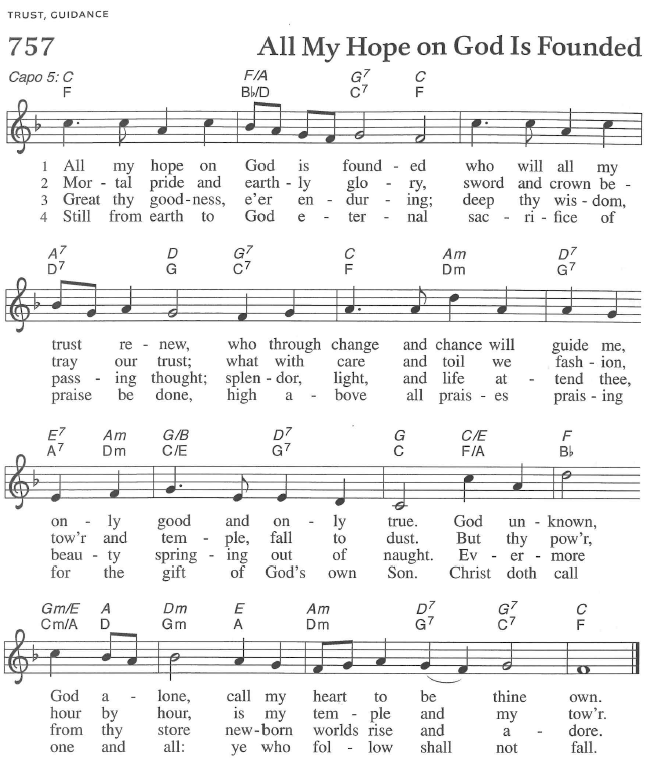 TRUST, GUIDANCE
757 All My Hope on God Is Founded
Capo 5: C F/A G7 C
F B♭/D C7 F
1 All my hope on God is found - ed who will all my
2 Mor - tal pride and earth - ly glo - ry, sword and crown be -
3 Great thy good-ness, e'er en - dur - ing; deep thy wis - dom,
4 Still from earth to God e - ter - nal sac - ri - fice of
A7 D G7 C Am D7
D7 G C7 F Dm G7
trust re - new, who through change and chance will guide me,
tray our trust; what with care and toil we fash - ion,
pass - ing thought; splen - dor, light, and life at - tend thee,
praise be done, high a - bove all prais - es prais - ing
E7 Am G/B D7 G C/E F
A7 Dm C/E G7 C F/A B♭
on - ly good and on - ly true. God un - known,
tow'r and tem - ple, fall to dust. But thy pow'r,
beau - ty spring - ing out of naught. Ev - er - more
for the gift of God's own Son. Christ doth call
Gm/E A Dm E Am D7 G7 C
Cm/A D Gm A Dm G7 C7 F
God a - lone, call my heart to be thine own.
hour by hour, is my tem - ple and my tow'r.
from thy store new-born worlds rise and a - dore.
one and all: ye who fol - low shall not fall.